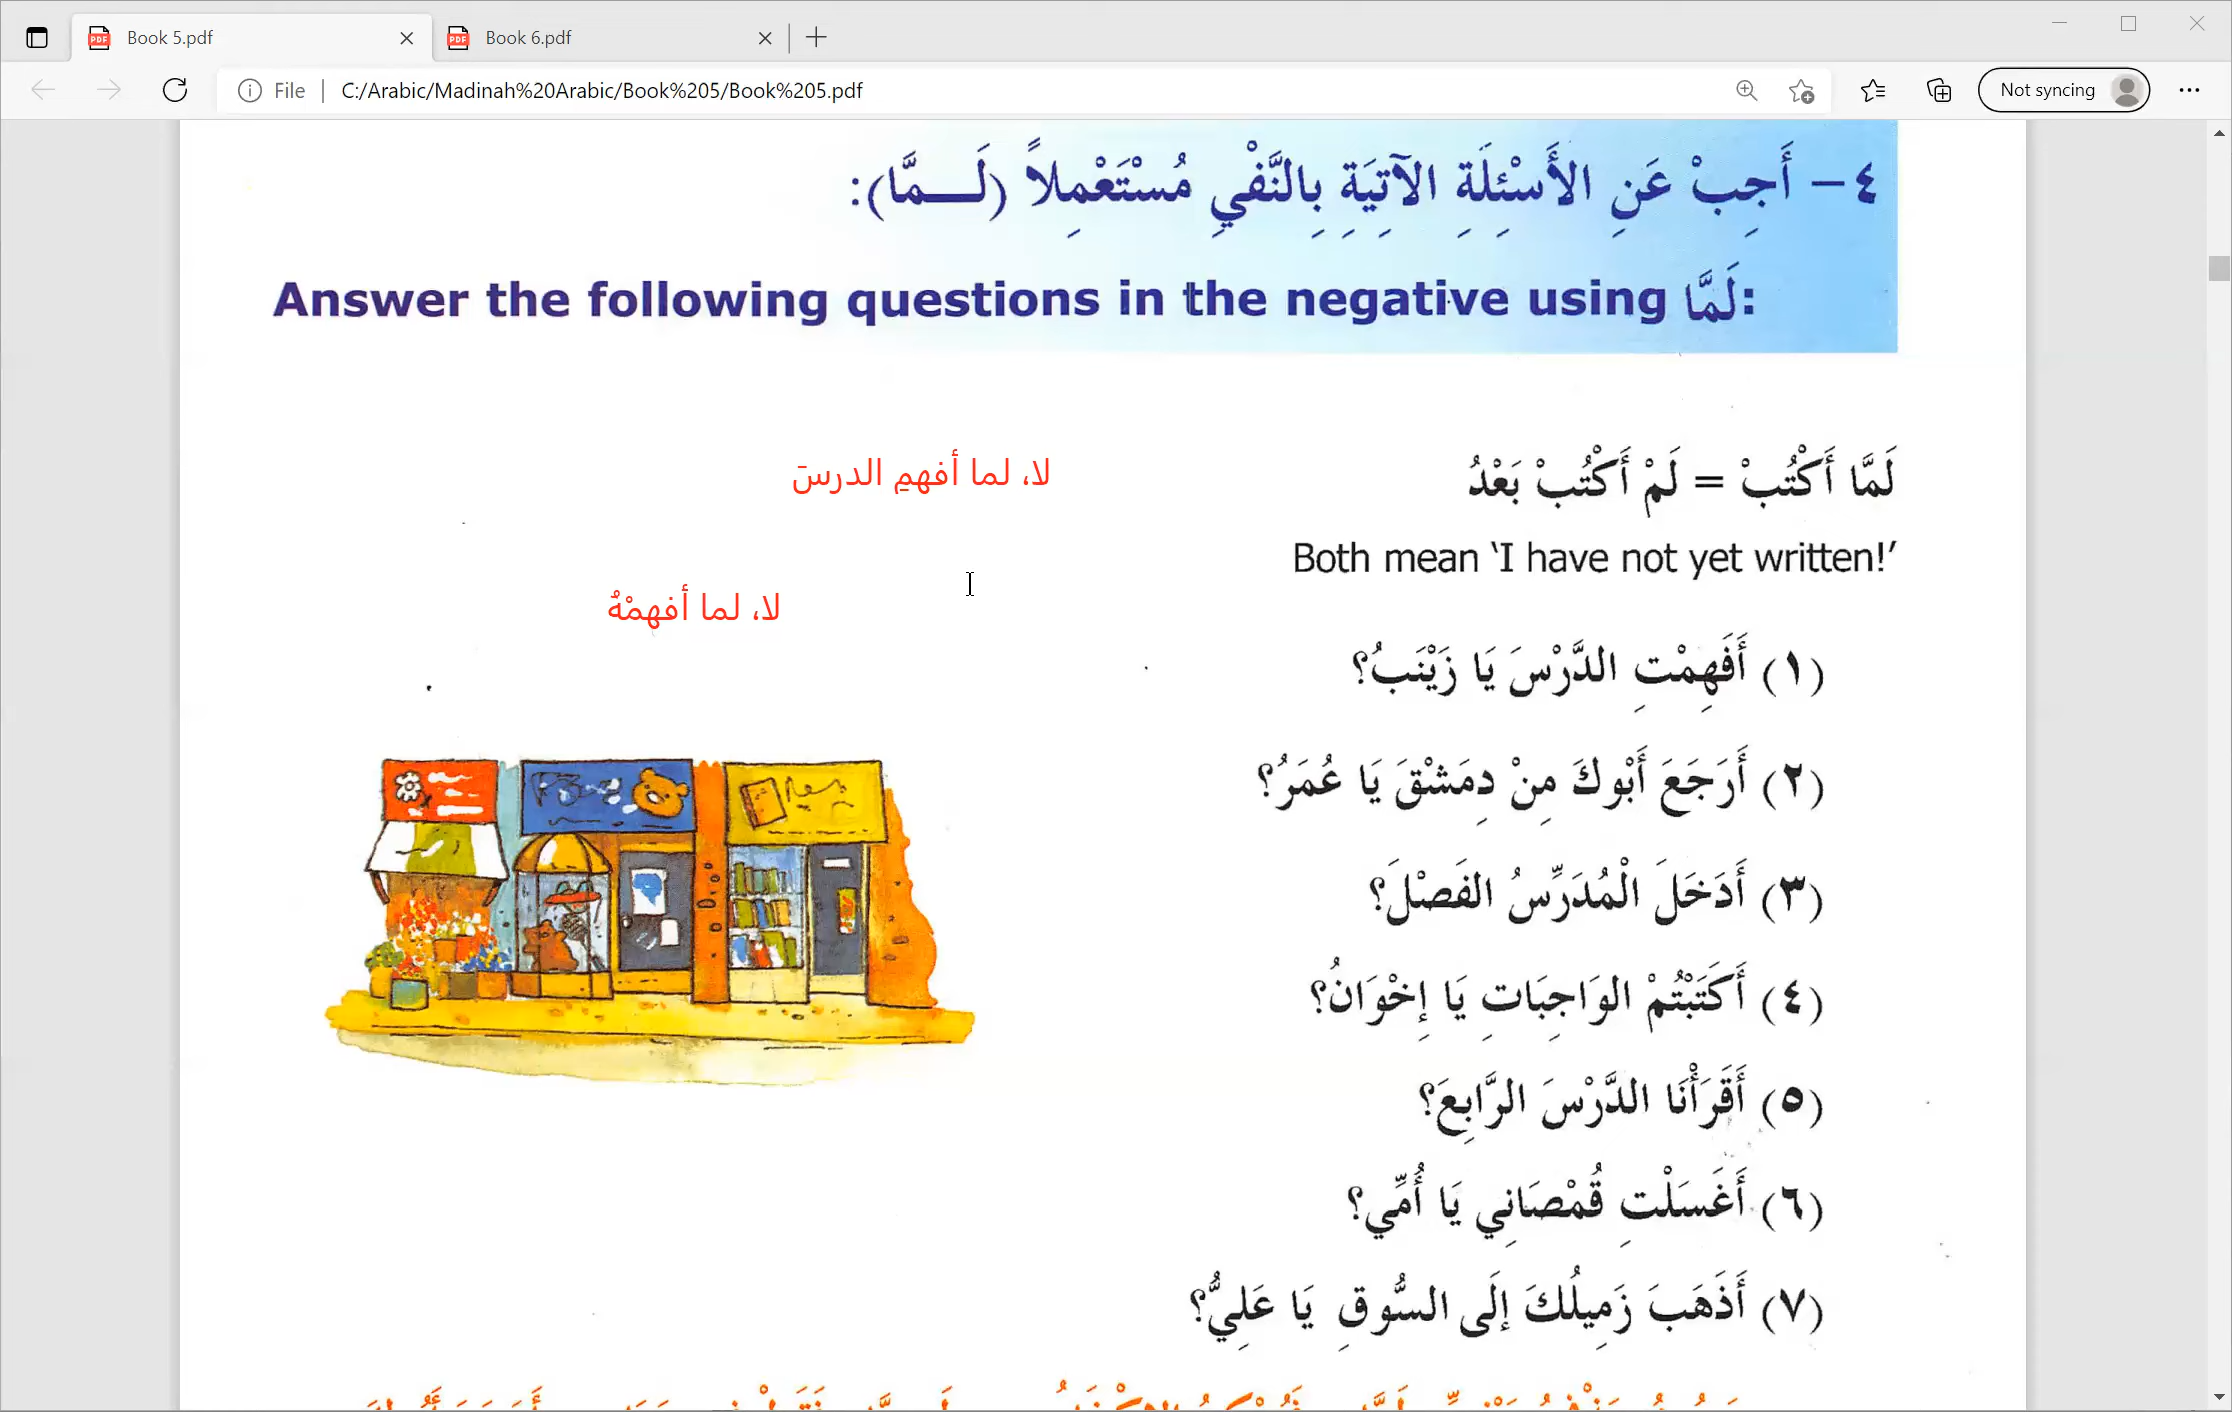 Book 5.pdf
Book 6.pdf
File
C:/Arabic/Madinah%20Arabic/Book%205/Book%205.pdf
Not syncing
٤ – أَجِبْ عَنِ الأَسْئِلَةِ الآتِيَةِ بِالنَّفْيِ مُسْتَعْمِلاً (لَـــمَّا):
Answer the following questions in the negative using لَمَّا:
لَمَّا أَكْتُبْ = لَمْ أَكْتُبْ بَعْدُ
لا، لما أفهمِ الدرسَ
Both mean ‘I have not yet written!’
لا، لما أفهمْهُ
(١) أَفَهِمْتِ الدَّرْسَ يَا زَيْنَبُ؟
(٢) أَرَجَعَ أَبْوكَ مِنْ دِمَشْقَ يَا عُمَرُ؟
(٣) أَدَخَلَ الْمُدَرِّسُ الفَصْلَ؟
(٤) أَكَتَبْتُمْ الوَاجِبَاتِ يَا إِخْوَانُ؟
(٥) أَقَرَأْنَا الدَّرْسَ الرَّابِعَ؟
(٦) أَغَسَلْتِ قُمْصَانِي يَا أُمِّي؟
(٧) أَذَهَبَ زَمِيلُكَ إلَى السُّوقِ يَا عَلِيُّ؟